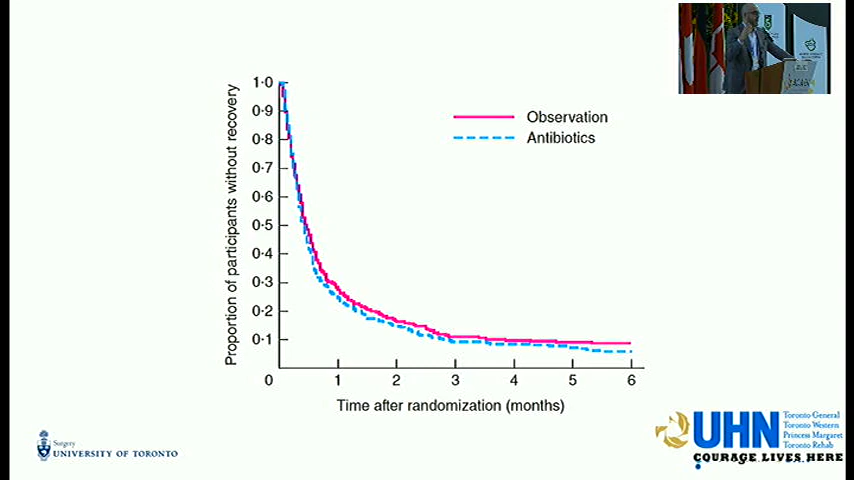 Proportion of participants without recovery
1·0
0·9
0·8
0·7
0·6
0·5
0·4
0·3
0·2
0·1
0
1
2
3
4
5
6
Time after randomization (months)
Observation
Antibiotics
Surgery
UNIVERSITY OF TORONTO
UHN
Toronto General
Toronto Western
Princess Margaret
Toronto Rehab
COURAGE LIVES HERE